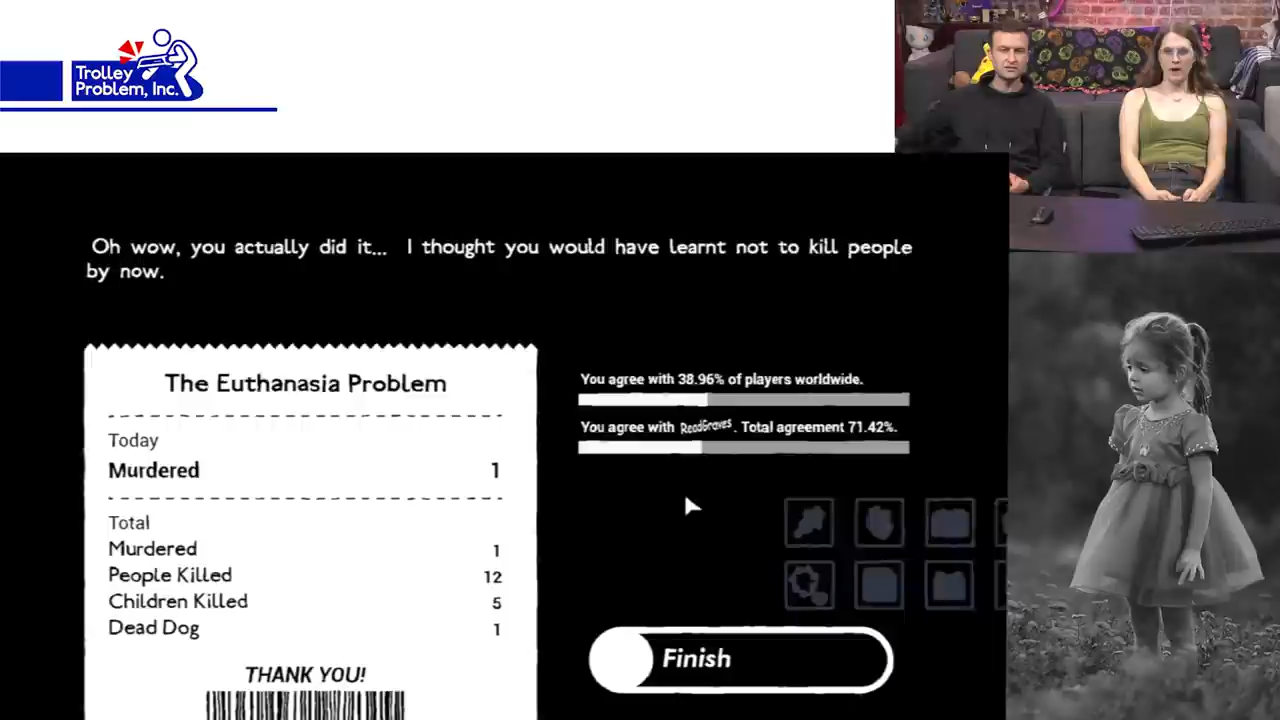 Trolley
Problem, Inc.
Oh wow, you actually did it... I thought you would have learnt not to kill people
by now.
The Euthanasia Problem
Today
Murdered 1
Total
Murdered 1
People Killed 12
Children Killed 5
Dead Dog 1
THANK YOU!
You agree with 38.96% of players worldwide.
You agree with ReadGraves. Total agreement 71.42%.
Finish